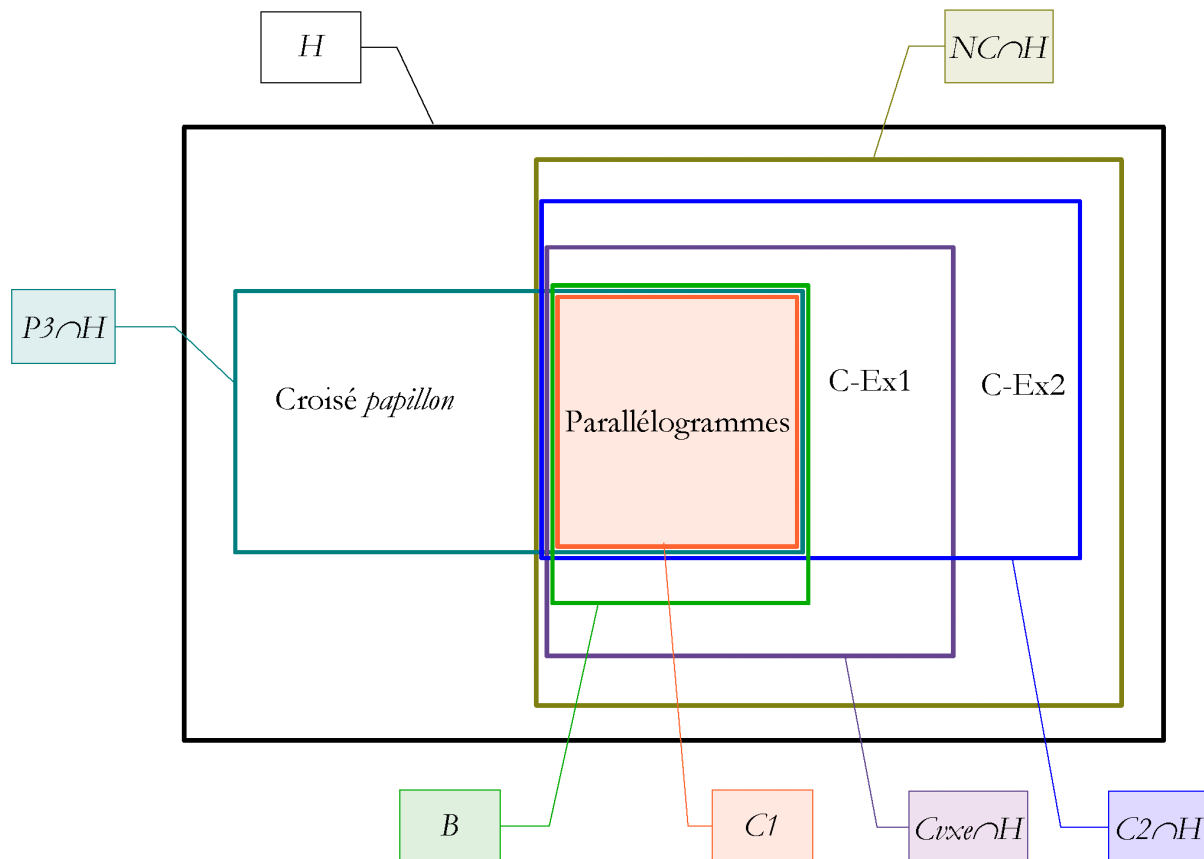 H
NC∩H
P3∩H
Croisé papillon
Parallélogrammes
C-Ex1
C-Ex2
B
C1
Cvxe∩H
C2∩H